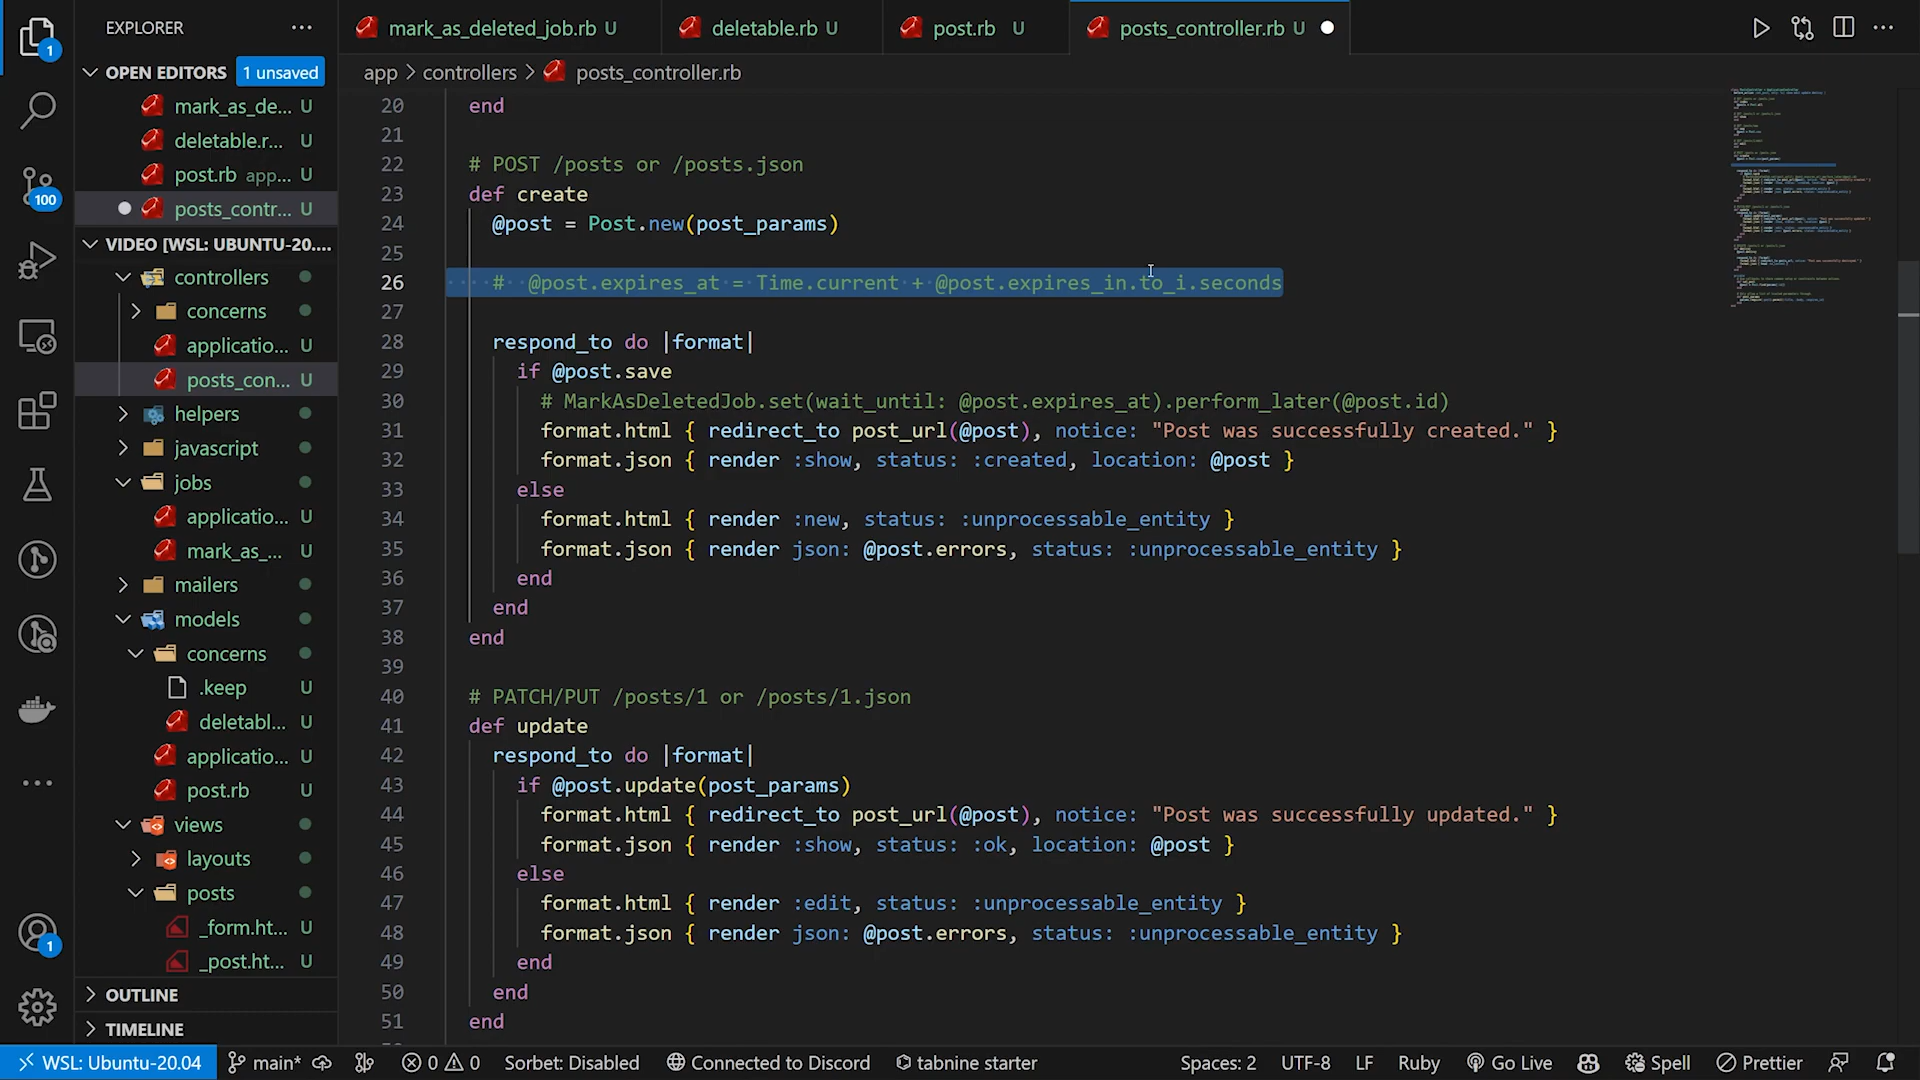 EXPLORER
OPEN EDITORS 1 unsaved
mark_as_de... U
deletable.r... U
post.rb app... U
posts_contr... U
VIDEO [WSL: UBUNTU-20....
controllers
concerns
applicatio... U
posts_con... U
helpers
javascript
jobs
applicatio... U
mark_as_... U
mailers
models
concerns
.keep U
deletabl... U
applicatio... U
post.rb U
views
layouts
posts
_form.ht... U
_post.ht... U
OUTLINE
TIMELINE
1
100
1
mark_as_deleted_job.rb U
deletable.rb U
post.rb U
posts_controller.rb U
app > controllers > posts_controller.rb
20 end
21
22 # POST /posts or /posts.json
23 def create
24 @post = Post.new(post_params)
25
26 # @post.expires_at = Time.current + @post.expires_in.to_i.seconds
27
28 respond_to do |format|
29 if @post.save
30 # MarkAsDeletedJob.set(wait_until: @post.expires_at).perform_later(@post.id)
31 format.html { redirect_to post_url(@post), notice: "Post was successfully created." }
32 format.json { render :show, status: :created, location: @post }
33 else
34 format.html { render :new, status: :unprocessable_entity }
35 format.json { render json: @post.errors, status: :unprocessable_entity }
36 end
37 end
38 end
39
40 # PATCH/PUT /posts/1 or /posts/1.json
41 def update
42 respond_to do |format|
43 if @post.update(post_params)
44 format.html { redirect_to post_url(@post), notice: "Post was successfully updated." }
45 format.json { render :show, status: :ok, location: @post }
46 else
47 format.html { render :edit, status: :unprocessable_entity }
48 format.json { render json: @post.errors, status: :unprocessable_entity }
49 end
50 end
51 end
WSL: Ubuntu-20.04 main* 0 0 Sorbet: Disabled Connected to Discord tabnine starter Spaces: 2 UTF-8 LF Ruby Go Live Spell Prettier